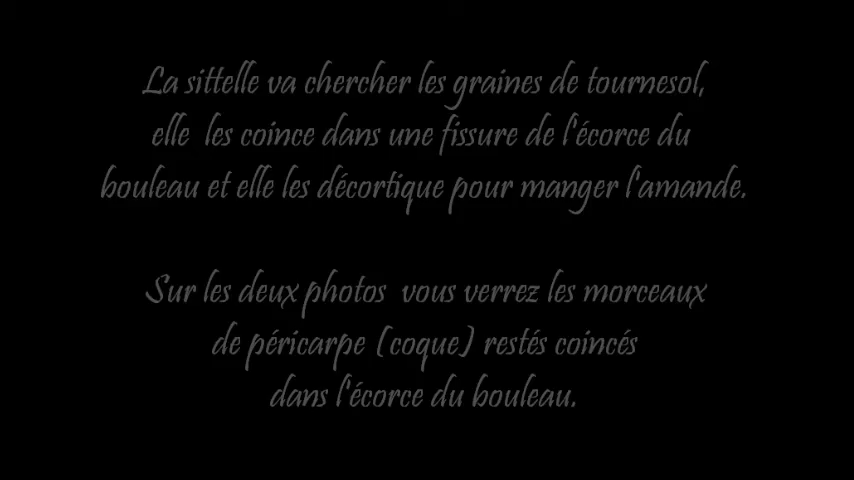 La sittelle va chercher les graines de tournesol,
elle les coince dans une fissure de l'écorce du
bouleau et elle les décortique pour manger l'amande.
Sur les deux photos vous verrez les morceaux
de péricarpe (coque) restés coincés
dans l'écorce du bouleau.